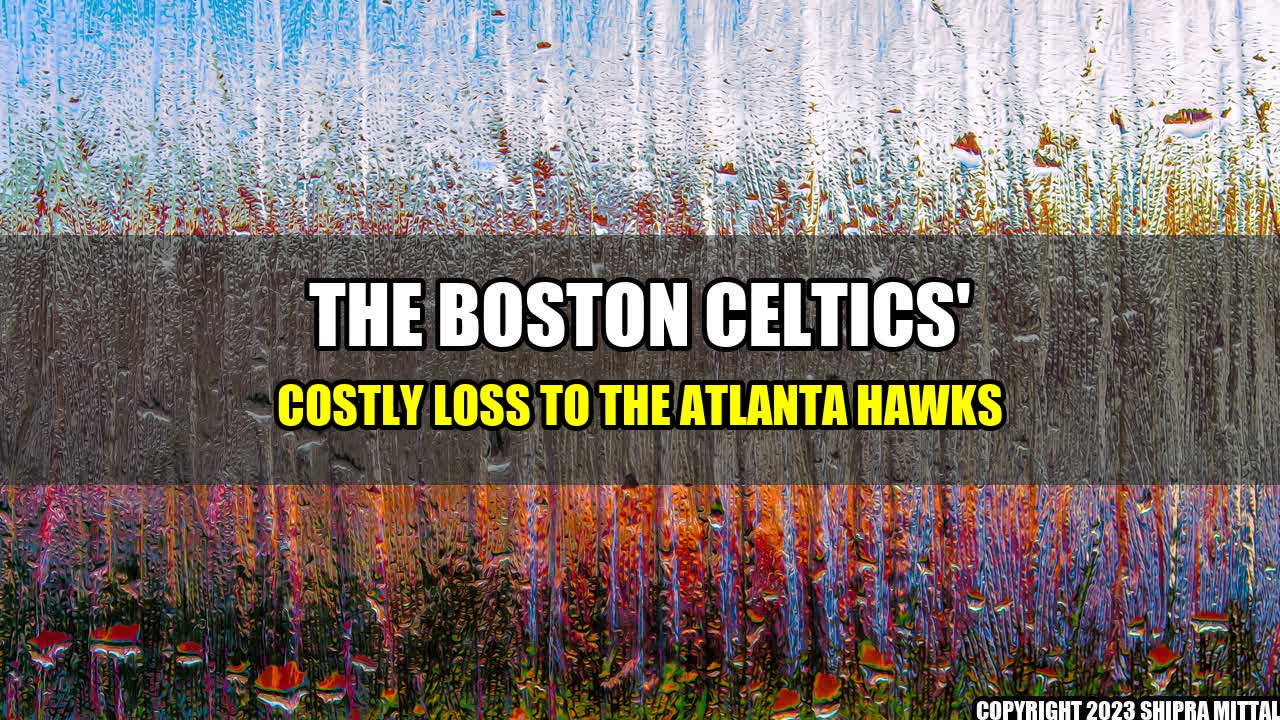 THE BOSTON CELTICS'
COSTLY LOSS TO THE ATLANTA HAWKS
COPYRIGHT 2023 SHIPRA MITTAL